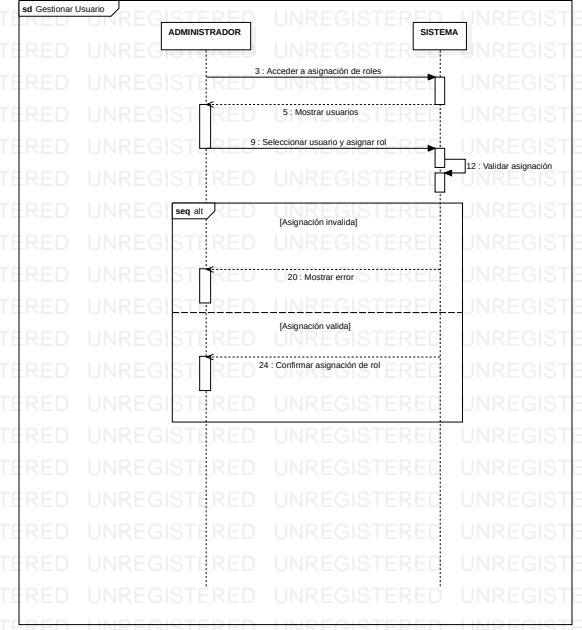 sd Gestionar Usuario
ADMINISTRADOR
SISTEMA
3 : Acceder a asignación de roles
5 : Mostrar usuarios
9 : Seleccionar usuario y asignar rol
12 : Validar asignación
seq alt
[Asignación invalida]
20 : Mostrar error
[Asignación valida]
24 : Confirmar asignación de rol
UNREGISTERED